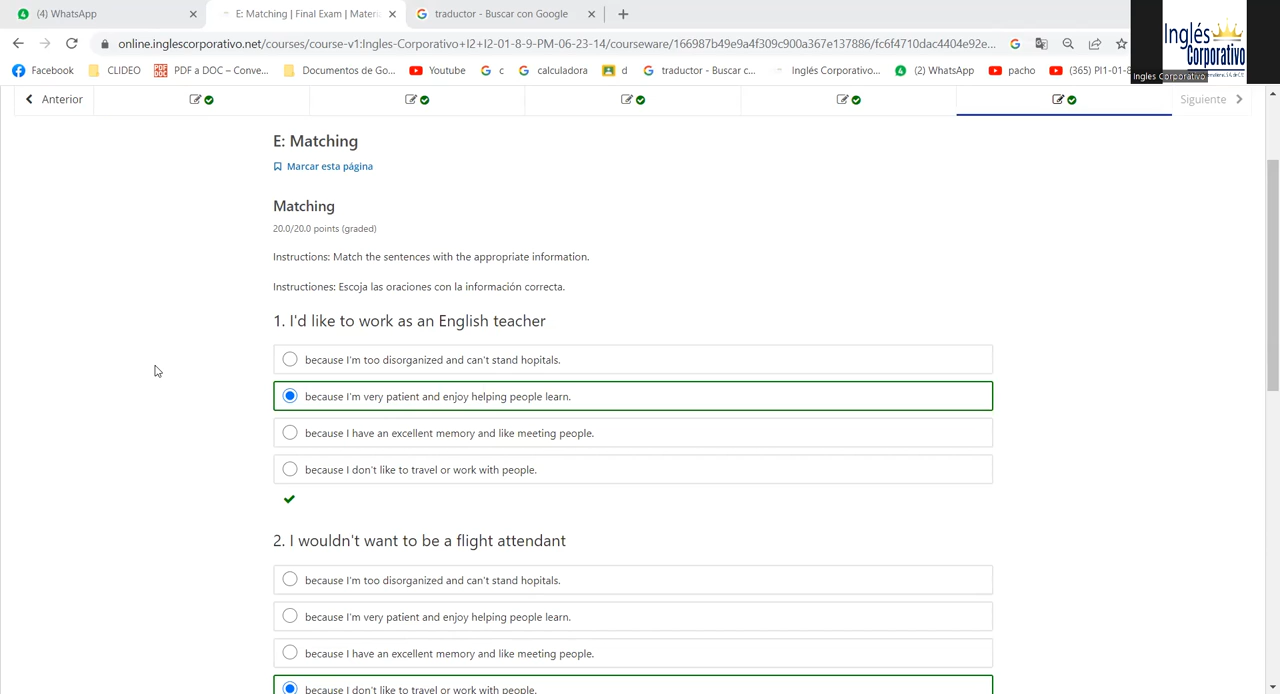 (4) WhatsApp
E: Matching | Final Exam | Materi
traductor - Buscar con Google
online.inglescorporativo.net/courses/course-v1:Ingles-Corporativo+I2+I2-01-8-9PM-06-23-14/courseware/166987b49e9a4f309cb0a367e137886/fc6f4710dac4404e92e...
Facebook
CLIDEO
PDF a DOC – Conve...
Documentos de Go...
Youtube
c
calculadora
d
traductor - Buscar c...
Inglés Corporativo...
(2) WhatsApp
pacho
(365) PI1-01-8
Inglés
Corporativo
Ingles Corporativo
Anterior
Siguiente
E: Matching
Marcar esta página
Matching
20.0/20.0 points (graded)
Instructions: Match the sentences with the appropriate information.
Instructiones: Escoja las oraciones con la información correcta.
1. I'd like to work as an English teacher
because I'm too disorganized and can't stand hopitals.
because I'm very patient and enjoy helping people learn.
because I have an excellent memory and like meeting people.
because I don't like to travel or work with people.
2. I wouldn't want to be a flight attendant
because I'm too disorganized and can't stand hopitals.
because I'm very patient and enjoy helping people learn.
because I have an excellent memory and like meeting people.
because I don't like to travel or work with people.